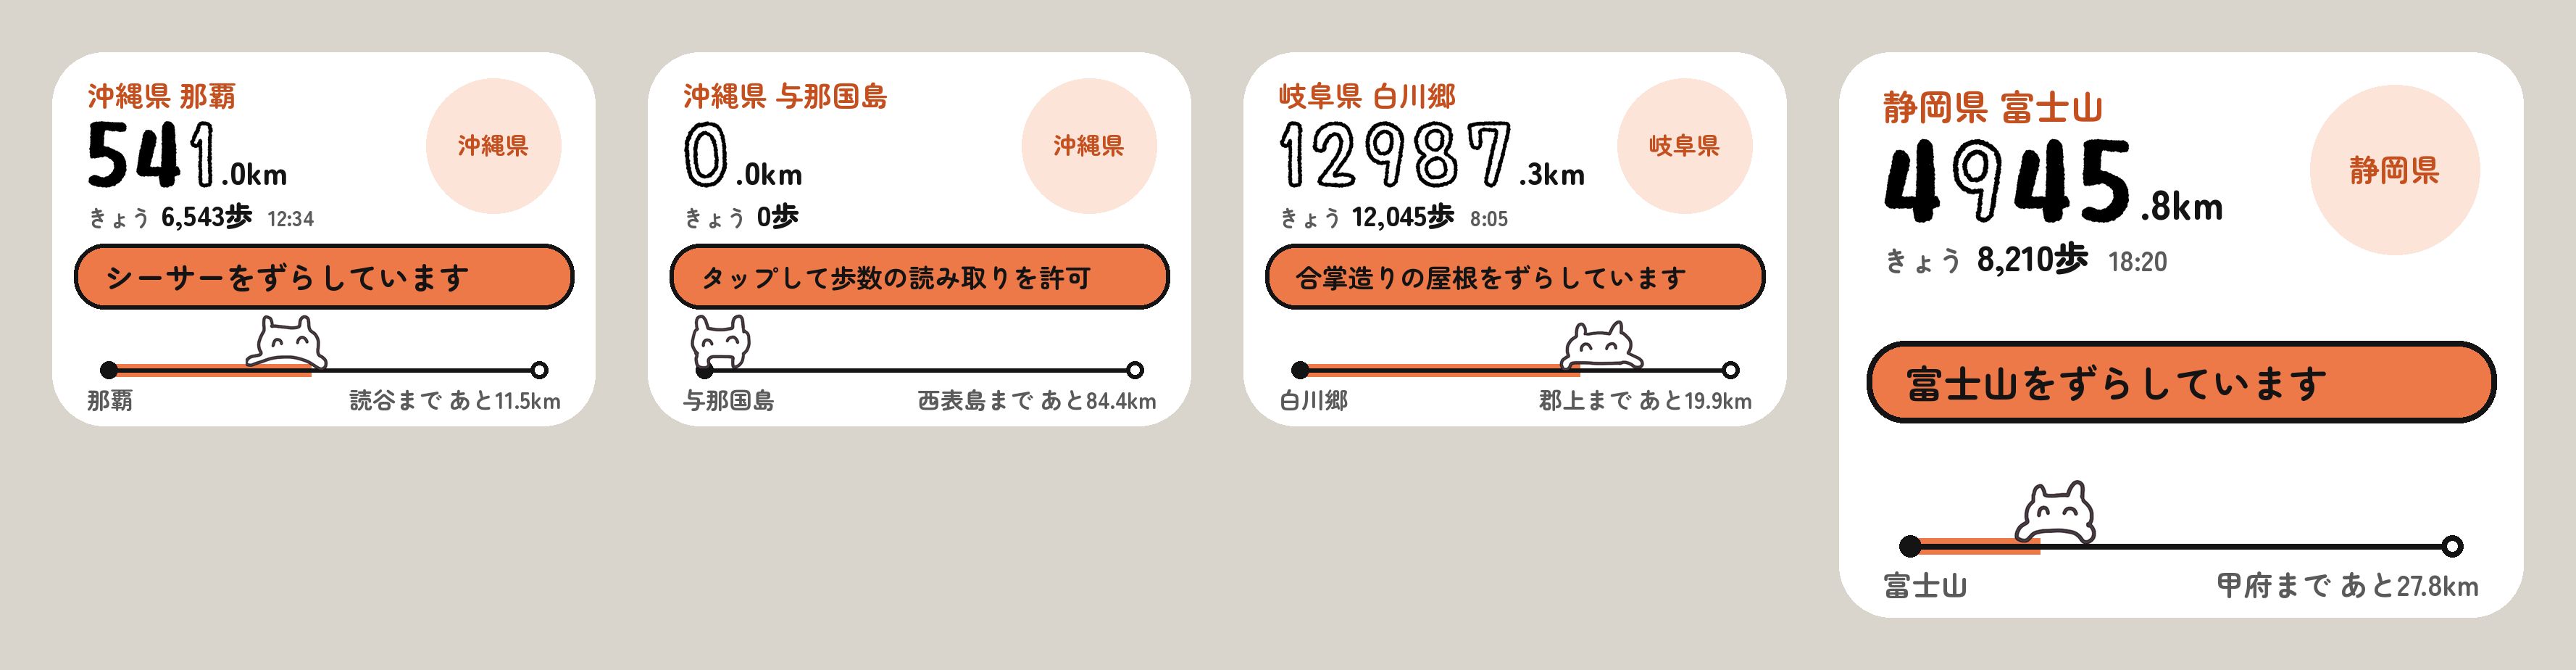 沖縄県 那覇
541.0km
きょう 6,543歩 12:34
沖縄県
シーサーをずらしています
那覇 読谷まで あと11.5km
沖縄県 与那国島
0.0km
きょう 0歩
沖縄県
タップして歩数の読み取りを許可
与那国島 西表島まで あと84.4km
岐阜県 白川郷
12987.3km
きょう 12,045歩 8:05
岐阜県
合掌造りの屋根をずらしています
白川郷 郡上まで あと19.9km
静岡県 富士山
4945.8km
きょう 8,210歩 18:20
静岡県
富士山をずらしています
富士山 甲府まで あと27.8km